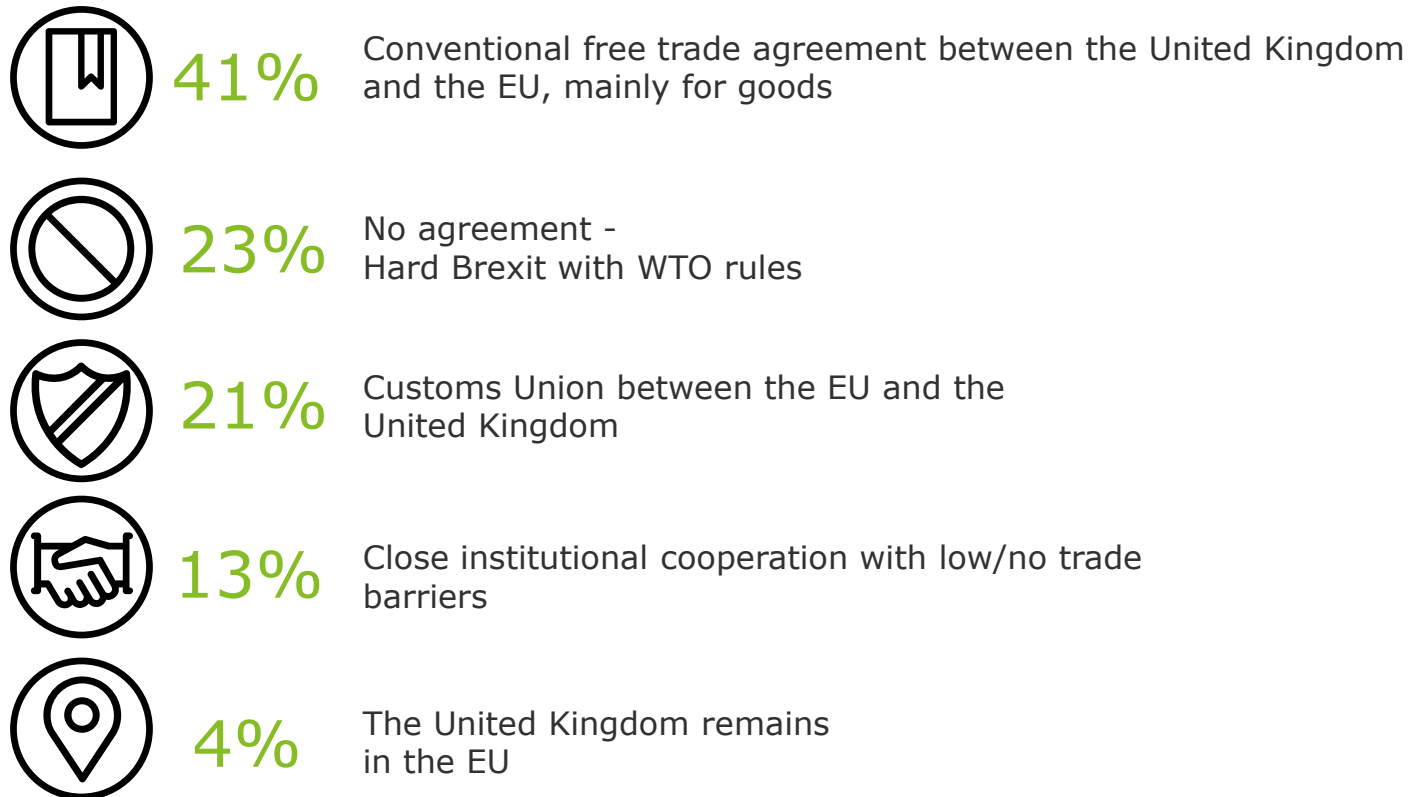 41%
Conventional free trade agreement between the United Kingdom
and the EU, mainly for goods
23%
No agreement -
Hard Brexit with WTO rules
21%
Customs Union between the EU and the
United Kingdom
13%
Close institutional cooperation with low/no trade
barriers
4%
The United Kingdom remains
in the EU